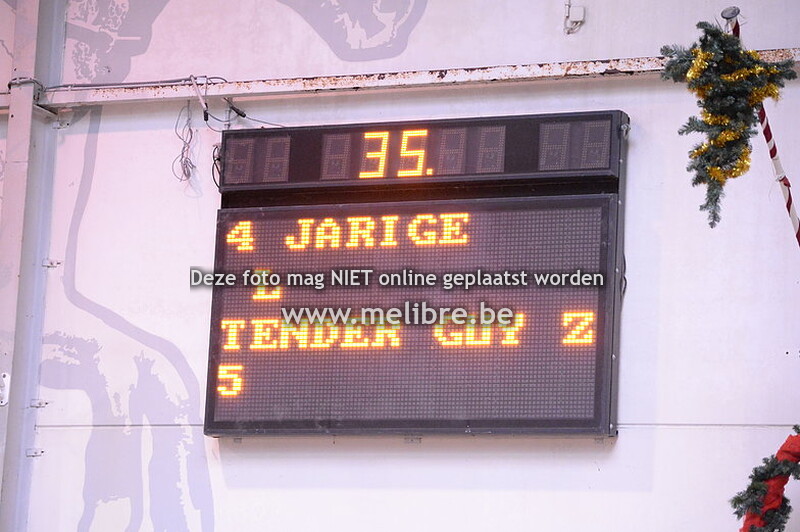 35.
4 JARIGE
L
Deze foto mag NIET online geplaatst worden
www.melibre.be
TENDER GUY Z
5